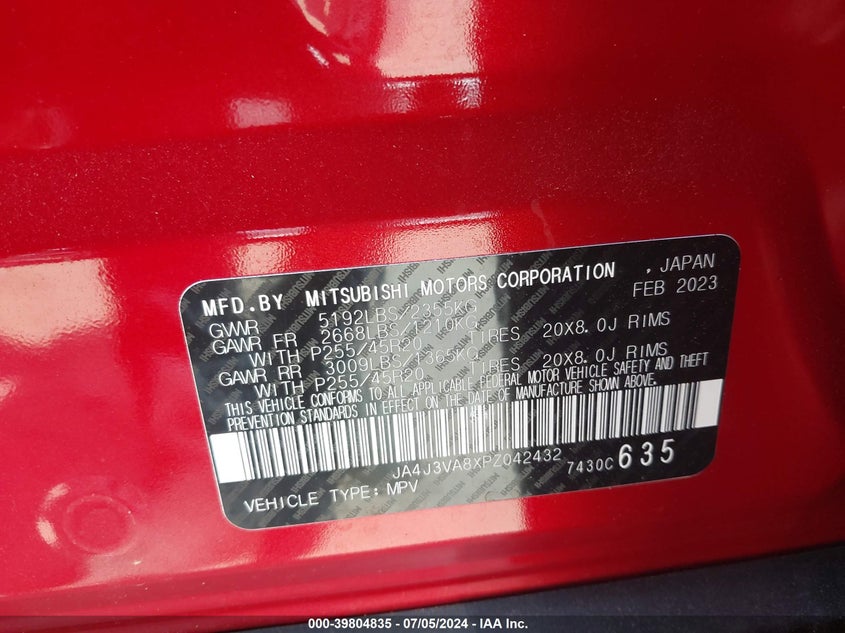 MFD.BY MITSUBISHI MOTORS CORPORATION , JAPAN
GVWR 5192LBS/2355KG FEB 2023
GAWR FR 2668LBS/1210KG
WITH P255/45R20 TIRES 20X8.0J RIMS
GAWR RR 3009LBS/1365KG
WITH P255/45R20 TIRES 20X8.0J RIMS
THIS VEHICLE CONFORMS TO ALL APPLICABLE FEDERAL MOTOR VEHICLE SAFETY AND THEFT
PREVENTION STANDARDS IN EFFECT ON THE DATE OF MANUFACTURE SHOWN ABOVE.
JA4J3VA8XPZ042432 7430C 635
VEHICLE TYPE: MPV
000-39804835 - 07/05/2024 - IAA, Inc.